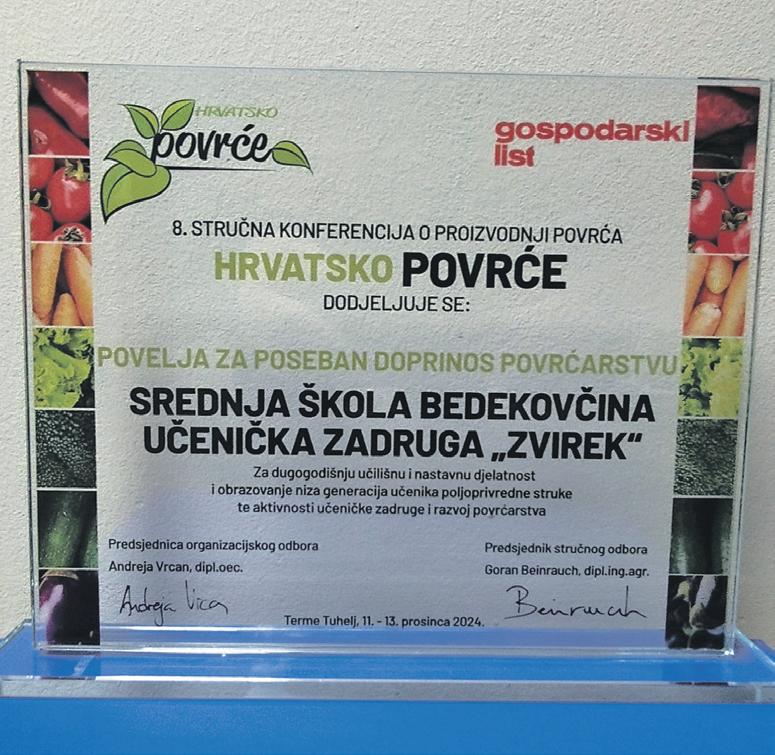 HRVATSKO
povrće
gospodarski
list
8. STRUČNA KONFERENCIJA O PROIZVODNJI POVRĆA
HRVATSKO POVRĆE
DODJELJUJE SE:
POVELJA ZA POSEBAN DOPRINOS POVRĆARSTVU
SREDNJA ŠKOLA BEDEKOVČINA
UČENIČKA ZADRUGA „ZVIREK“
Za dugogodišnju učilišnu i nastavnu djelatnost
i obrazovanje niza generacija učenika poljoprivredne struke
te aktivnosti učeničke zadruge i razvoj povrćarstva
Predsjednica organizacijskog odbora
Andreja Vrcan, dipl.oec.
Predsjednik stručnog odbora
Goran Beinrauch, dipl.ing.agr.
Andreja Vrcan
Beinrauch
Terme Tuhelj, 11. - 13. prosinca 2024.